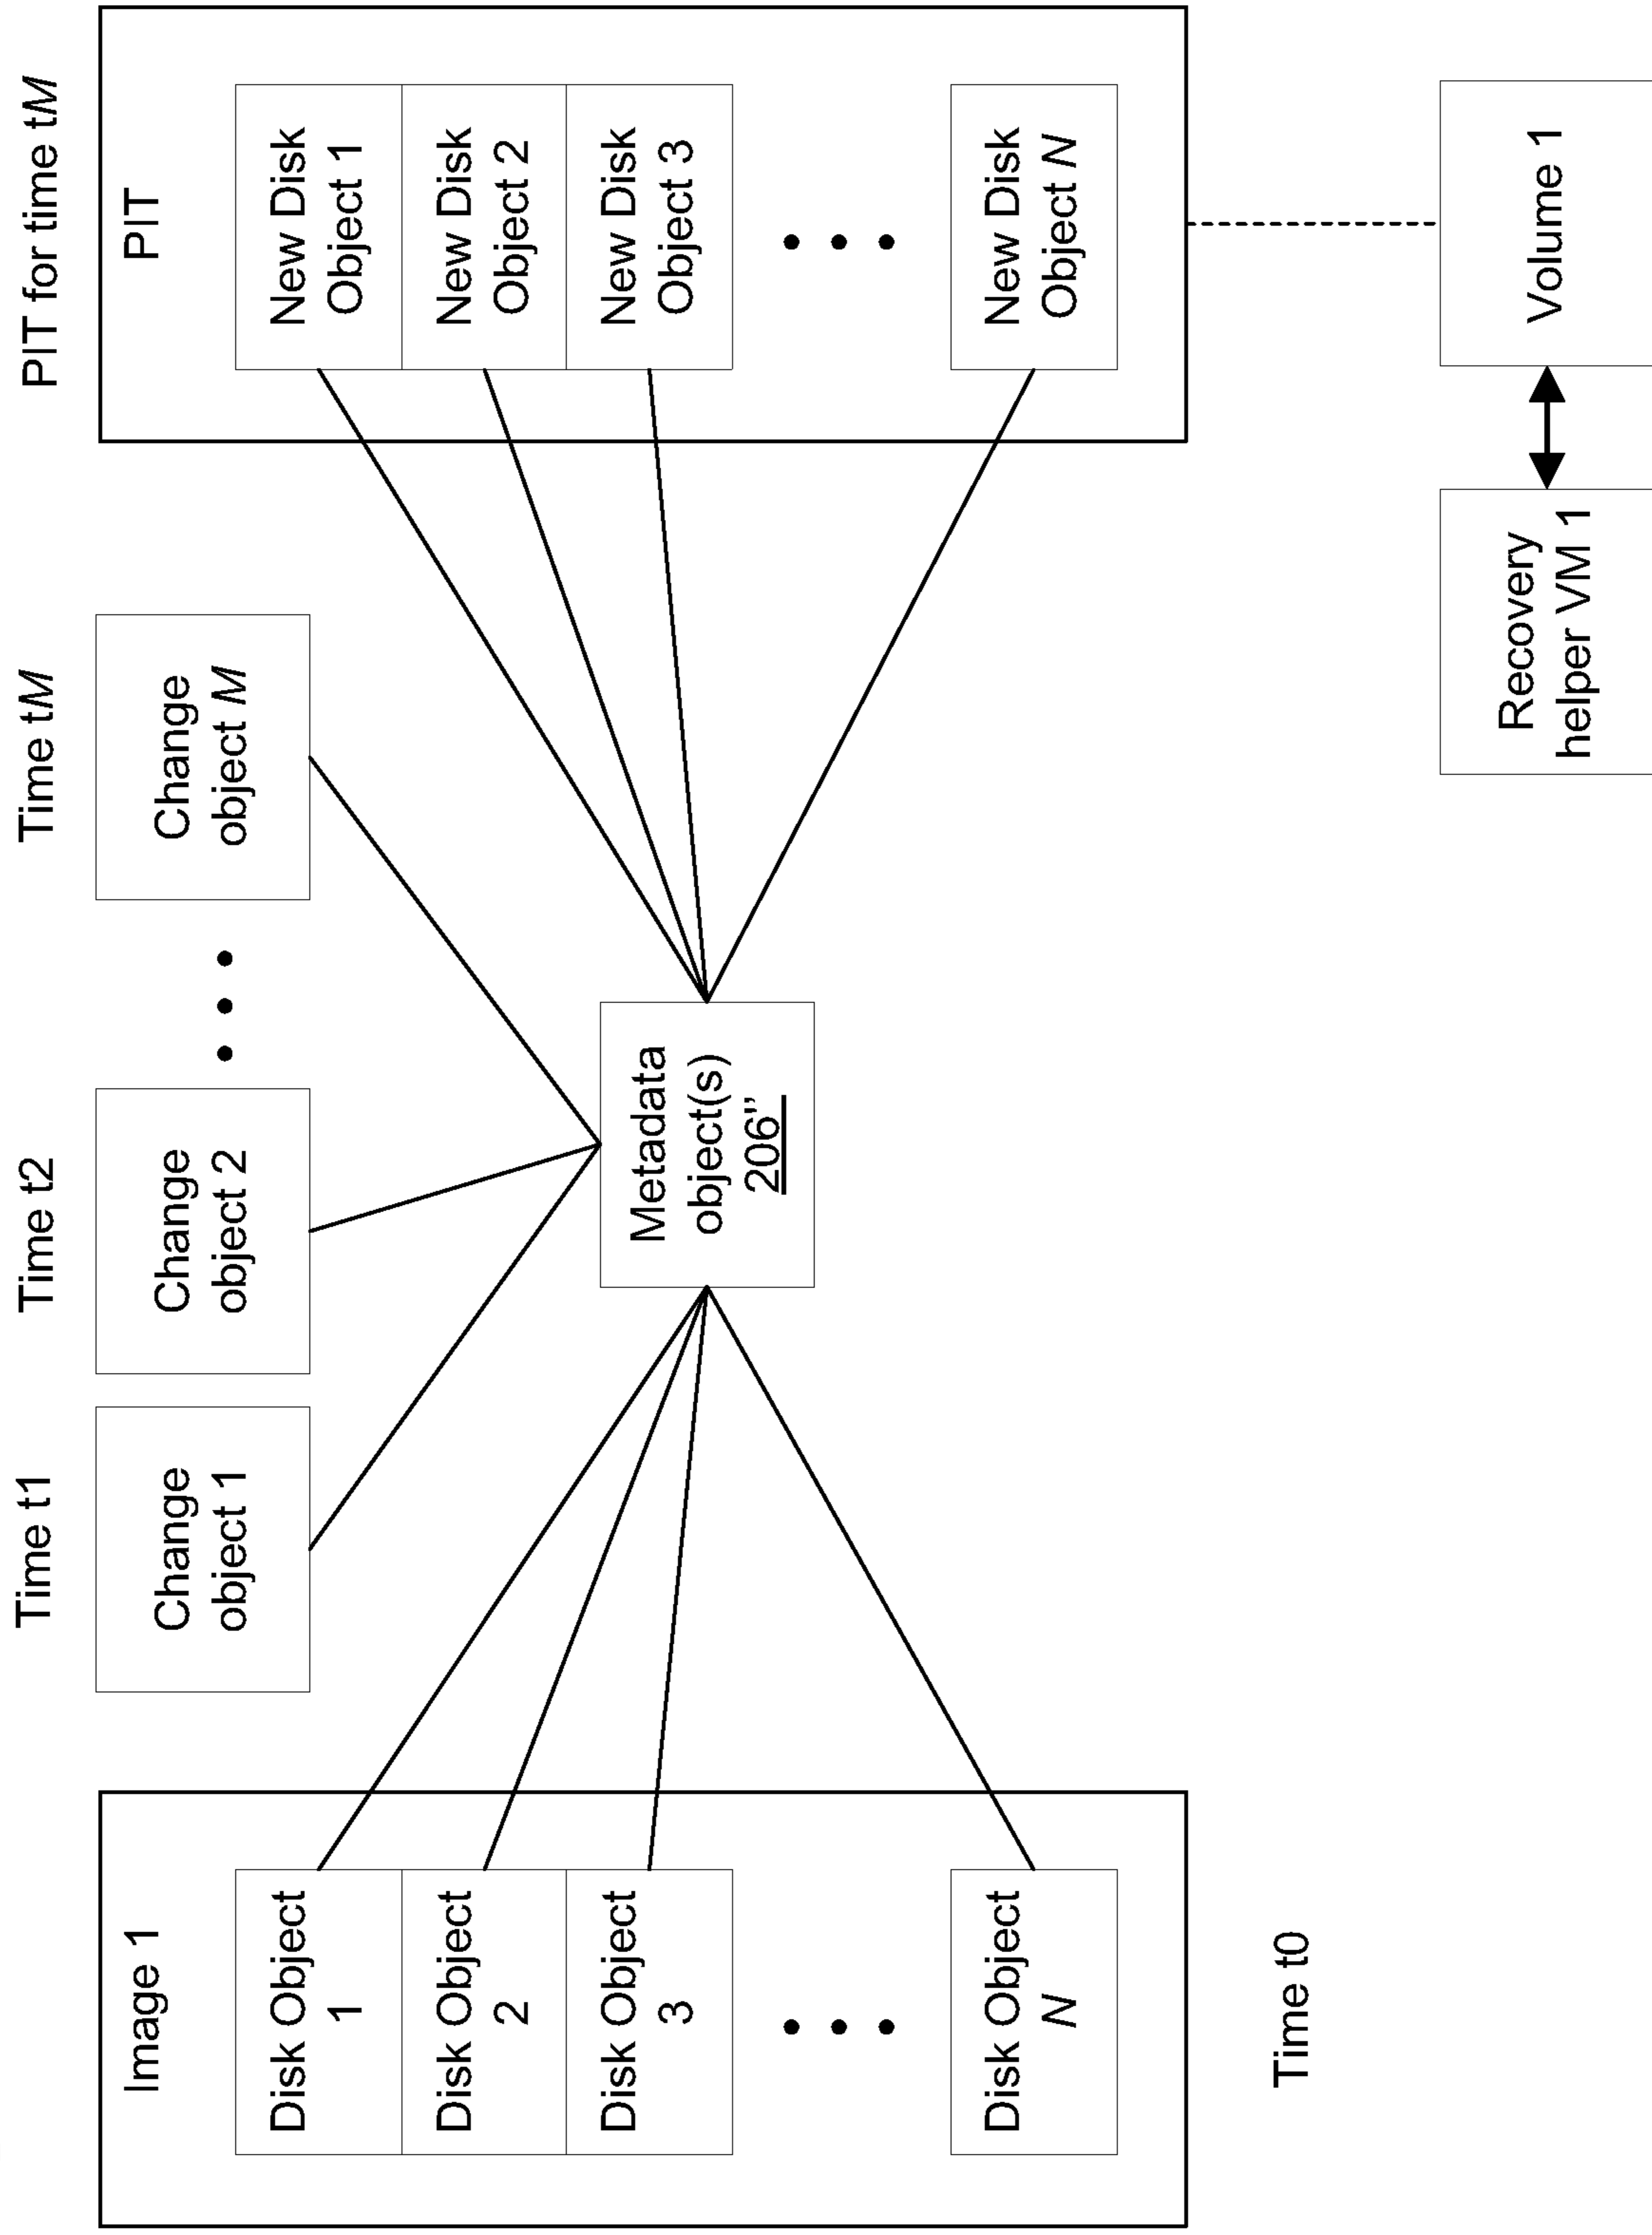 Image 1
Disk Object
1
Disk Object
2
Disk Object
3
Disk Object
N
Time t0
Time t1
Change
object 1
Time t2
Change
object 2
Time tM
Change
object M
Metadata
object(s)
206"
PIT for time tM
PIT
New Disk
Object 1
New Disk
Object 2
New Disk
Object 3
New Disk
Object N
Recovery
helper VM 1
Volume 1